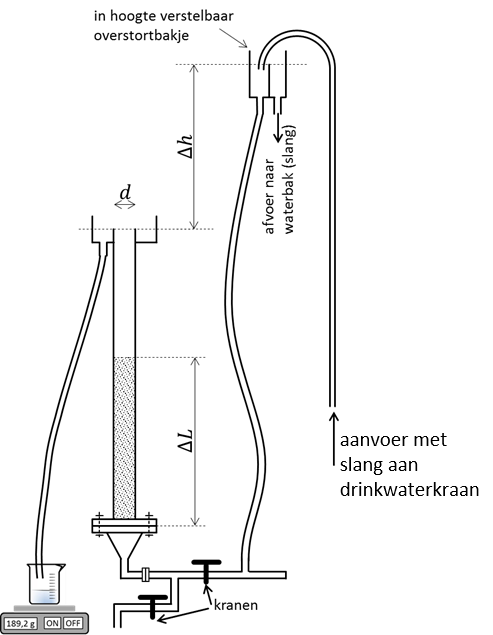 in hoogte verstelbaar
overstortbakje
Δh
afvoer naar
waterbak (slang)
d
ΔL
aanvoer met
slang aan
drinkwaterkraan
kranen
189,2 g
ON
OFF